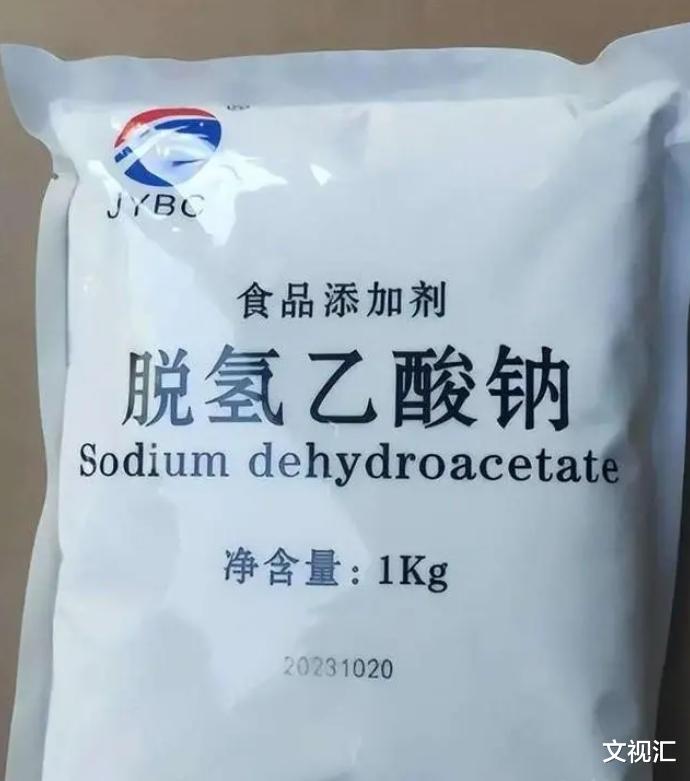 JYBC
食品添加剂
脱氢乙酸钠
Sodium dehydroacetate
净含量:1Kg
20231020
文视汇